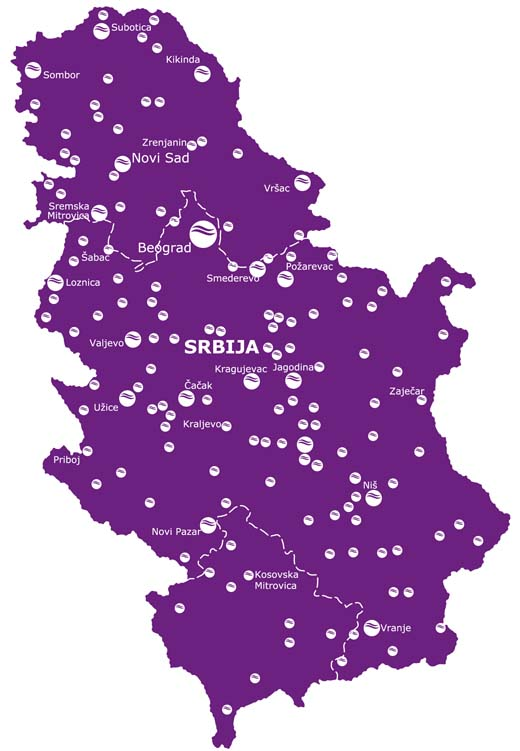 Subotica
Kikinda
Sombor
Zrenjanin
Novi Sad
Vršac
Sremska
Mitrovica
Beograd
Šabac
Požarevac
Smederevo
Loznica
Valjevo
SRBIJA
Kragujevac
Jagodina
Čačak
Zaječar
Užice
Kraljevo
Priboj
Niš
Novi Pazar
Kosovska
Mitrovica
Vranje